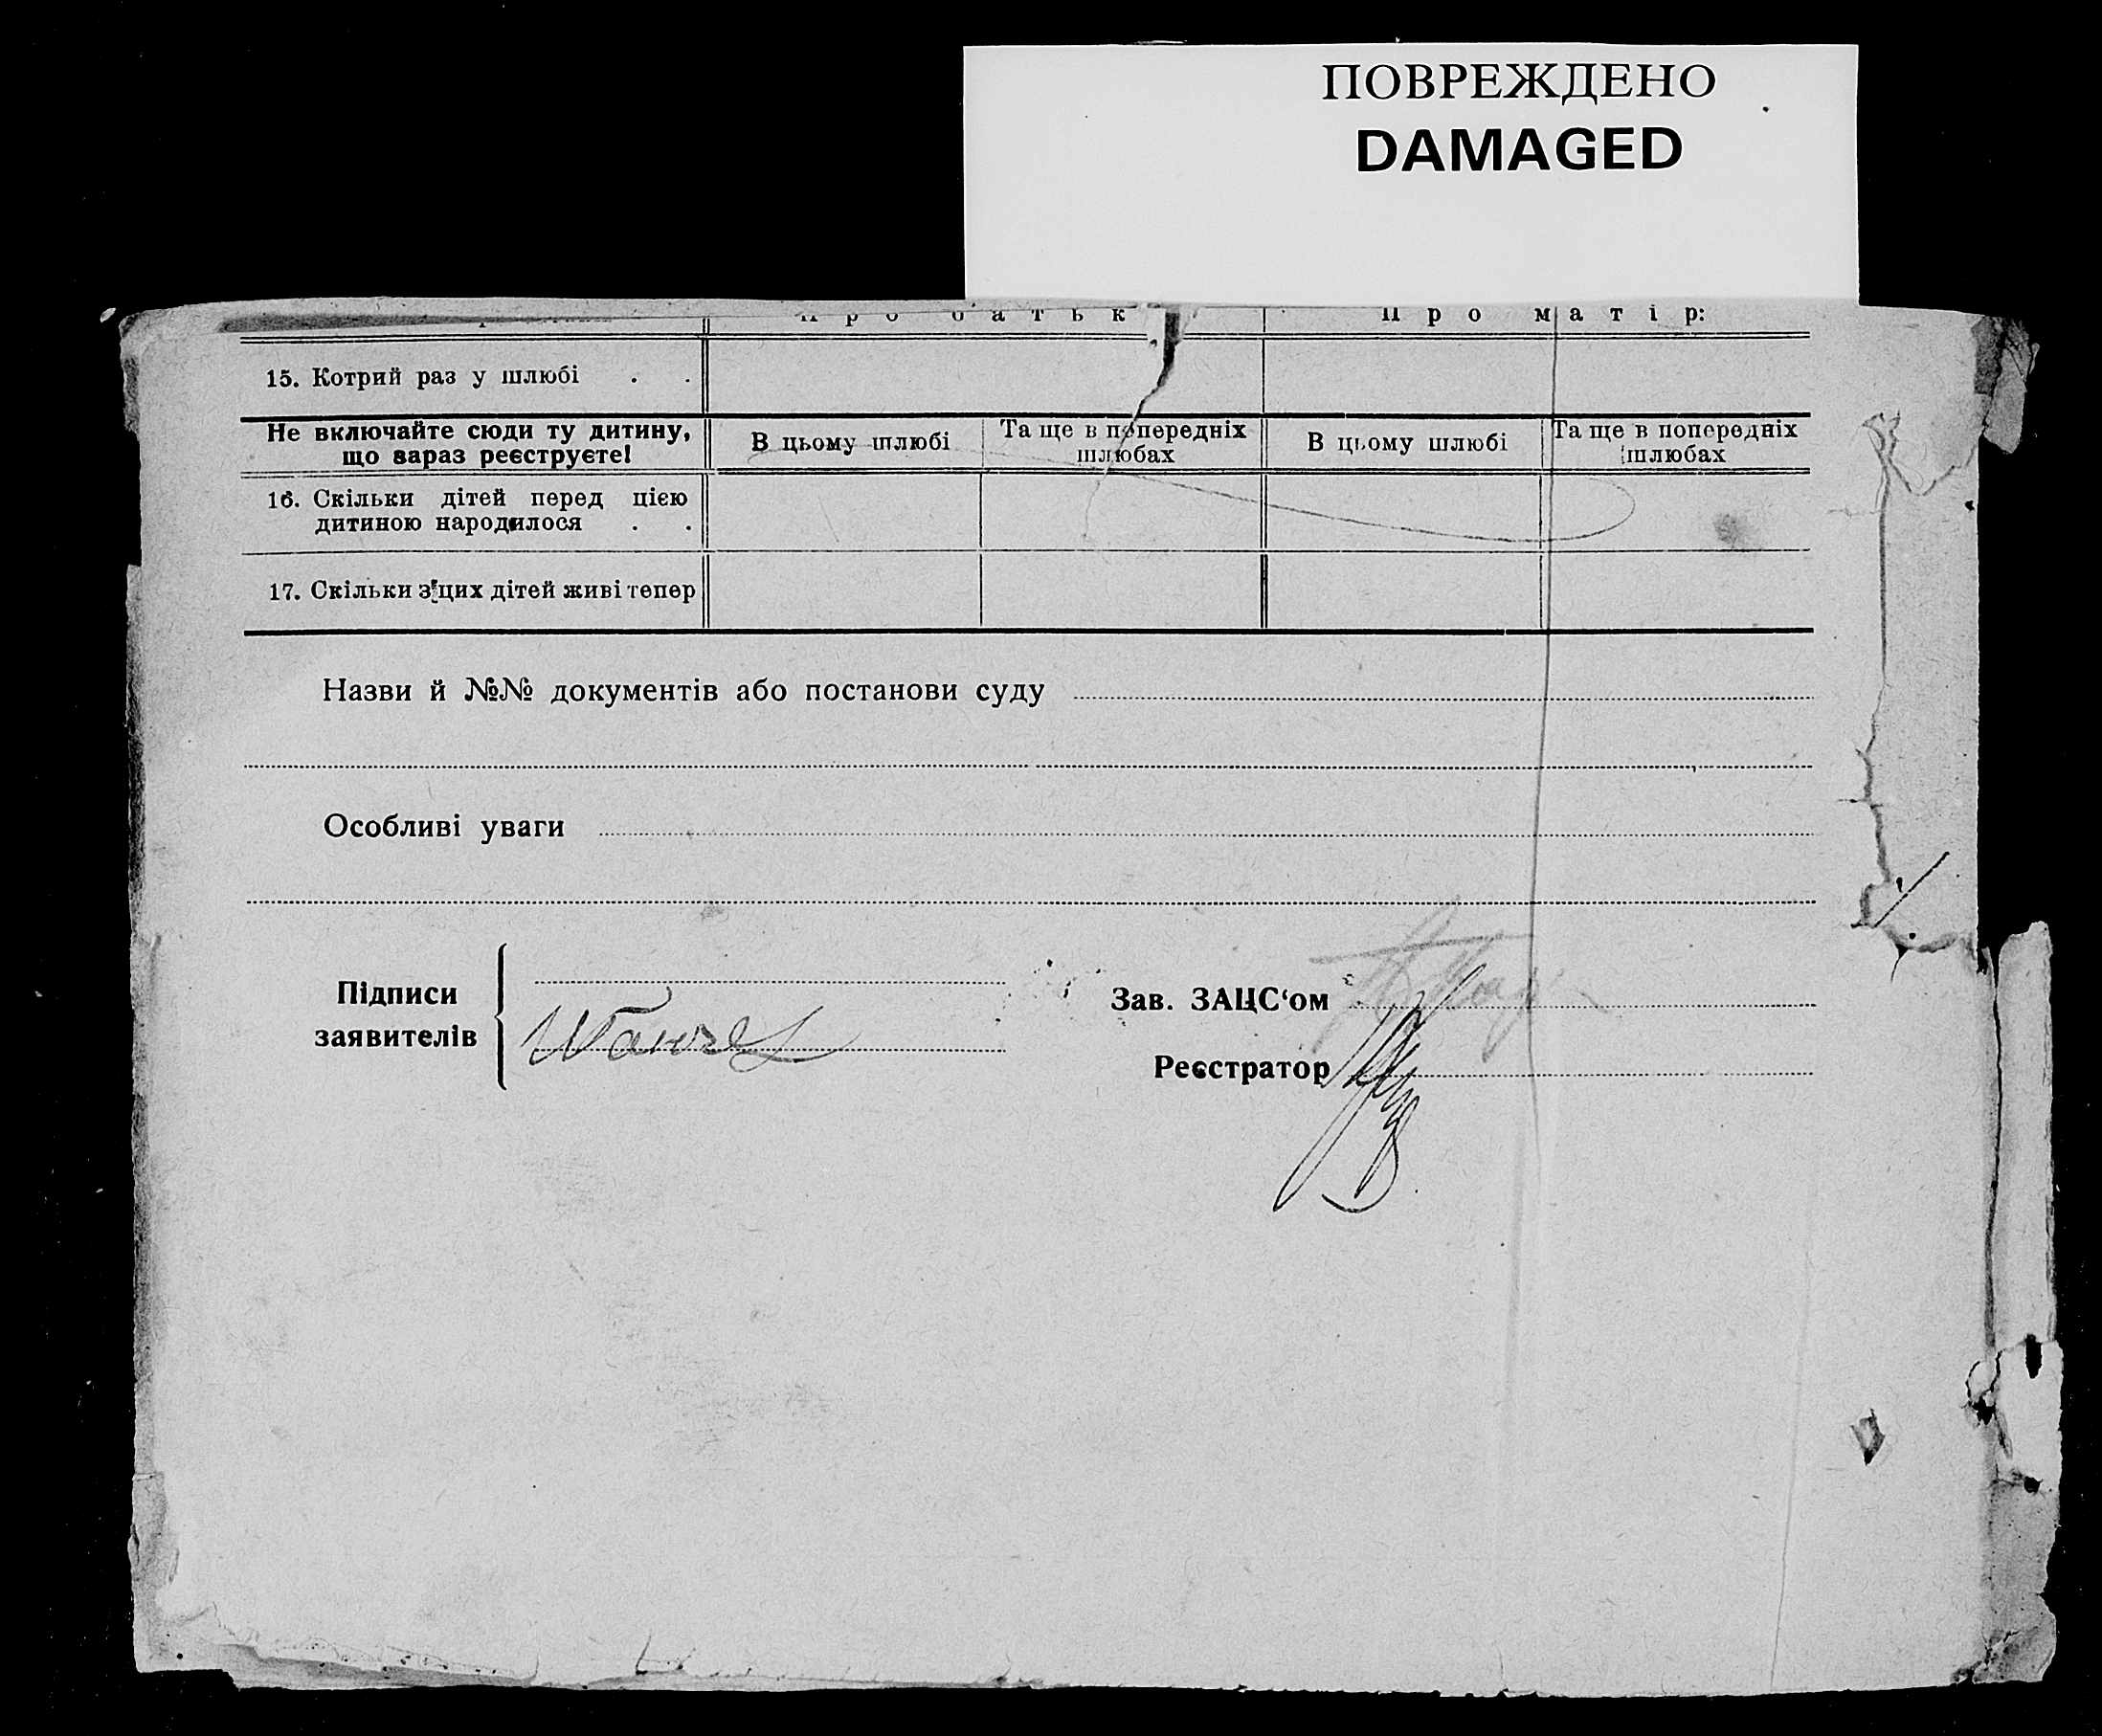 ПОВРЕЖДЕНО
DAMAGED
Про батьк
Про матір:
15. Котрий раз у шлюбі . .
Не включайте сюди ту дитину,
що зараз реєструєте!
В цьому шлюбі
Та ще в попередніх
шлюбах
В цьому шлюбі
Та ще в попередніх
шлюбах
16. Скільки дітей перед цією
дитиною народилося . .
17. Скільки з цих дітей живі тепер
Назви й №№ документів або постанови суду
Особливі уваги
Підписи
заявителів
Зав. ЗАЦС‘ом
Реєстратор